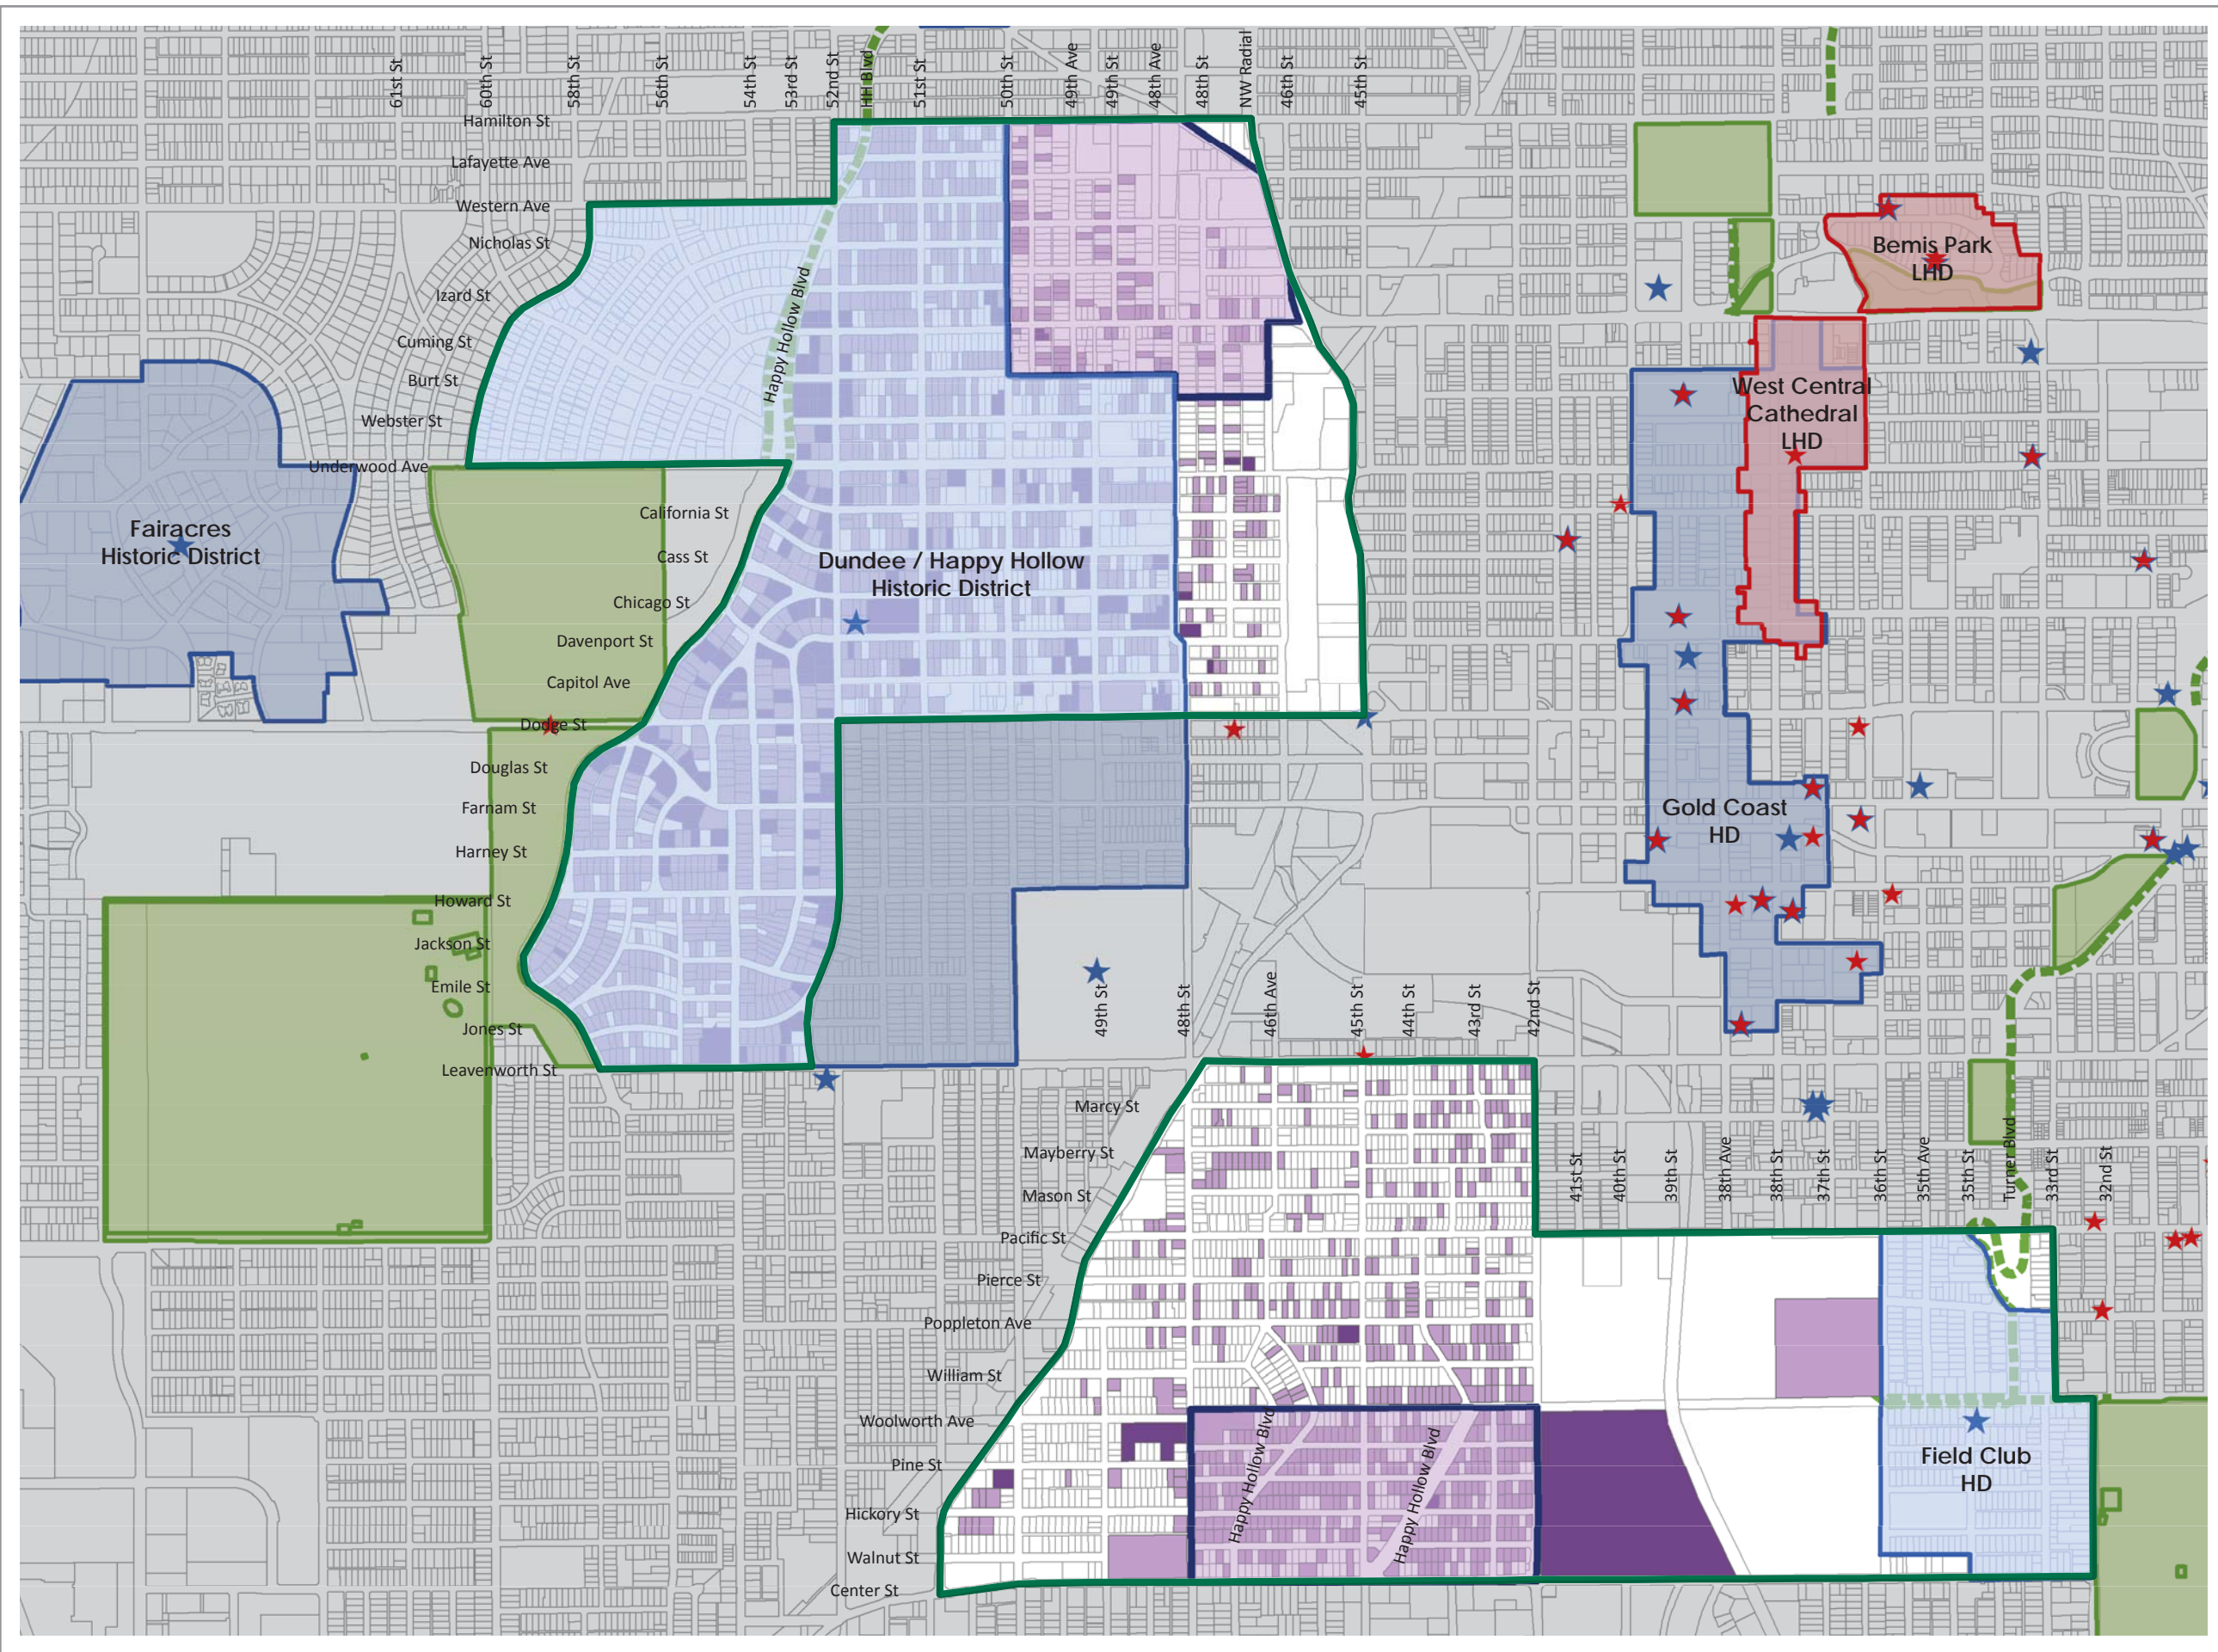 61st St
60th St
58th St
56th St
54th St
53rd St
52nd St
HH Blvd
51st St
50th St
49th Ave
49th St
48th Ave
48th St
NW Radial
46th St
45th St
Hamilton St
Lafayette Ave
Western Ave
Nicholas St
Izard St
Cuming St
Burt St
Webster St
Underwood Ave
California St
Cass St
Chicago St
Davenport St
Capitol Ave
Dodge St
Douglas St
Farnam St
Harney St
Howard St
Jackson St
Emile St
Jones St
Leavenworth St
Happy Hollow Blvd
Fairacres
Historic District
Dundee / Happy Hollow
Historic District
Bemis Park
LHD
West Central
Cathedral
LHD
Gold Coast
HD
49th St
48th St
46th Ave
45th St
44th St
43rd St
42nd St
Marcy St
Mayberry St
Mason St
Pacific St
Pierce St
Poppleton Ave
William St
Woolworth Ave
Pine St
Hickory St
Walnut St
Center St
41st St
40th St
39th St
38th Ave
38th St
37th St
36th St
35th Ave
35th St
Turner Blvd
33rd St
32nd St
Happy Hollow Blvd
Happy Hollow Blvd
Field Club
HD